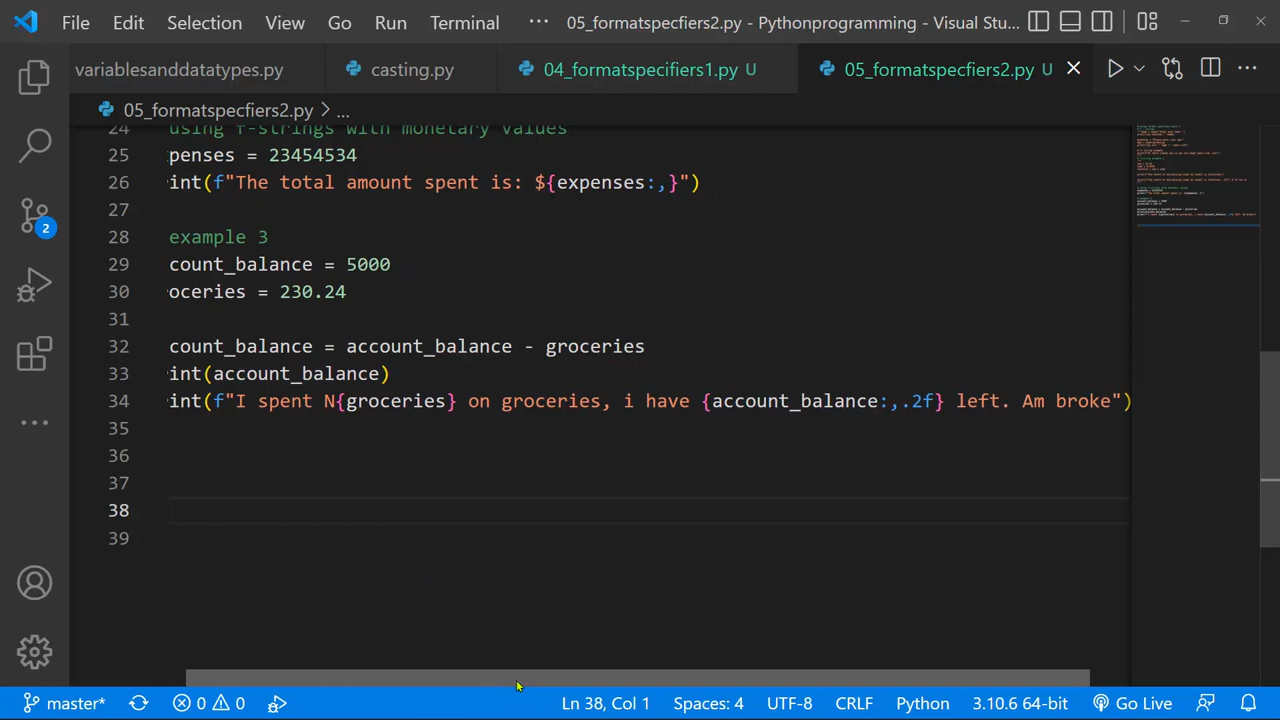 File Edit Selection View Go Run Terminal ··· 05_formatspecfiers2.py - Pythonprogramming - Visual Stu...
variablesanddatatypes.py casting.py 04_formatspecifiers1.py U 05_formatspecfiers2.py U
05_formatspecfiers2.py > ...
24 using f-strings with monetary values
25 penses = 23454534
26 int(f"The total amount spent is: ${expenses:,}")
27
28 example 3
29 count_balance = 5000
30 oceries = 230.24
31
32 count_balance = account_balance - groceries
33 int(account_balance)
34 int(f"I spent N{groceries} on groceries, i have {account_balance:,.2f} left. Am broke")
35
36
37
38
39
2
master* 0 0 Ln 38, Col 1 Spaces: 4 UTF-8 CRLF Python 3.10.6 64-bit Go Live